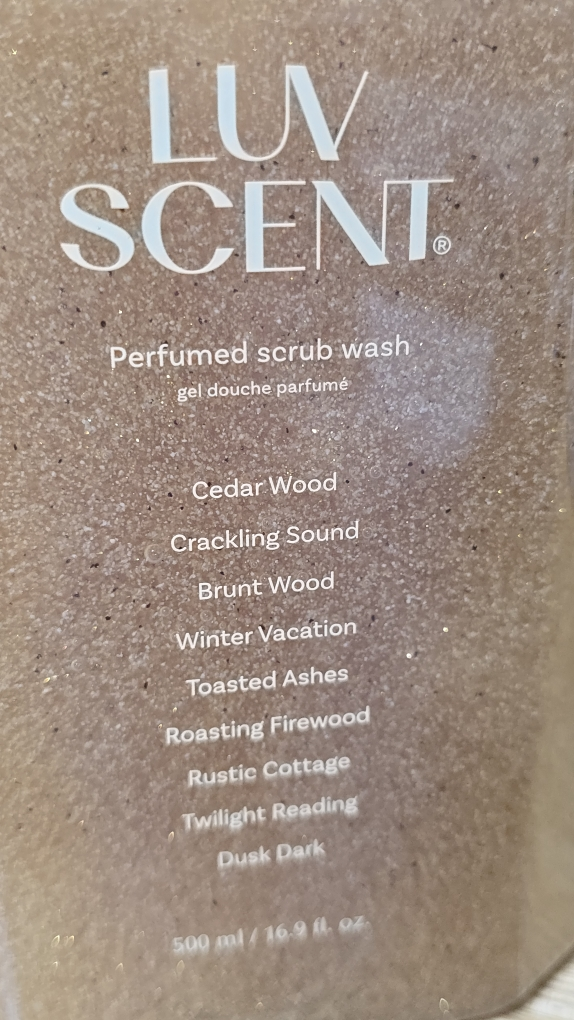 LUV
SCENT®
Perfumed scrub wash
gel douche parfumé
Cedar Wood
Crackling Sound
Brunt Wood
Winter Vacation
Toasted Ashes
Roasting Firewood
Rustic Cottage
Twilight Reading
Dusk Dark
500 ml / 16.9 fl. oz.